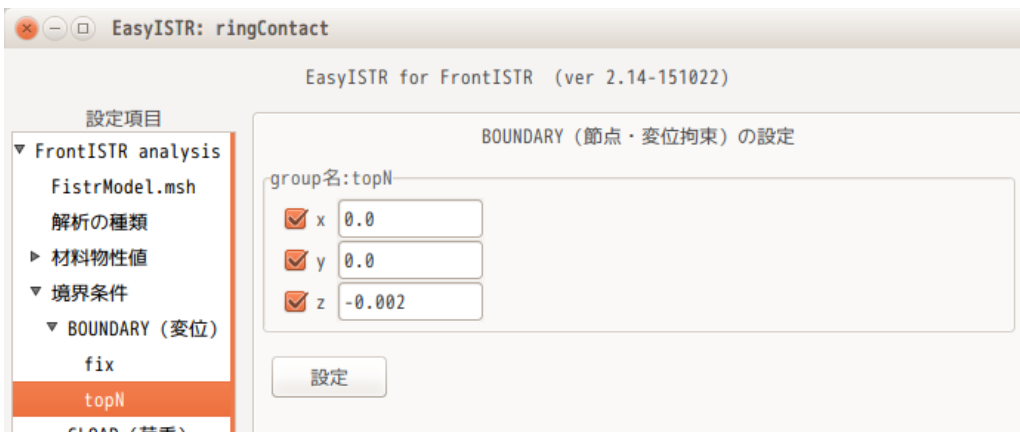 EasyISTR: ringContact
EasyISTR for FrontISTR (ver 2.14-151022)
設定項目
FrontISTR analysis
FistrModel.msh
解析の種類
材料物性値
境界条件
BOUNDARY (変位)
fix
topN
CLOAD (荷重)
BOUNDARY (節点・変位拘束) の設定
group名:topN
x 0.0
y 0.0
z -0.002
設定